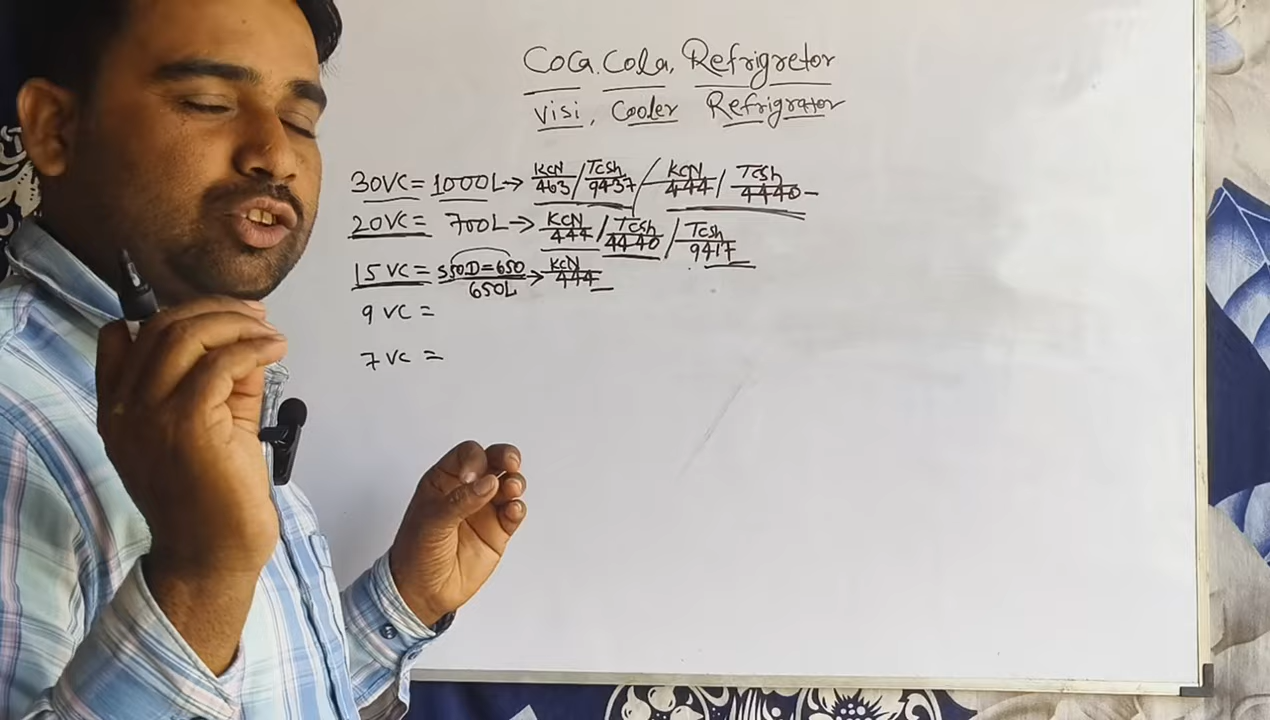 Coca.Cola, Refrigretor
visi, Cooler Refrigrator
30VC = 1000L → KCN 463 / Tcsh 9437 / KCN 444 / Tcsh 4440
20VC = 700L → KCN 444 / Tcsh 4440 / Tcsh 9417
15 VC = 550D = 650 650L → KCN 444
9 VC =
7 VC =